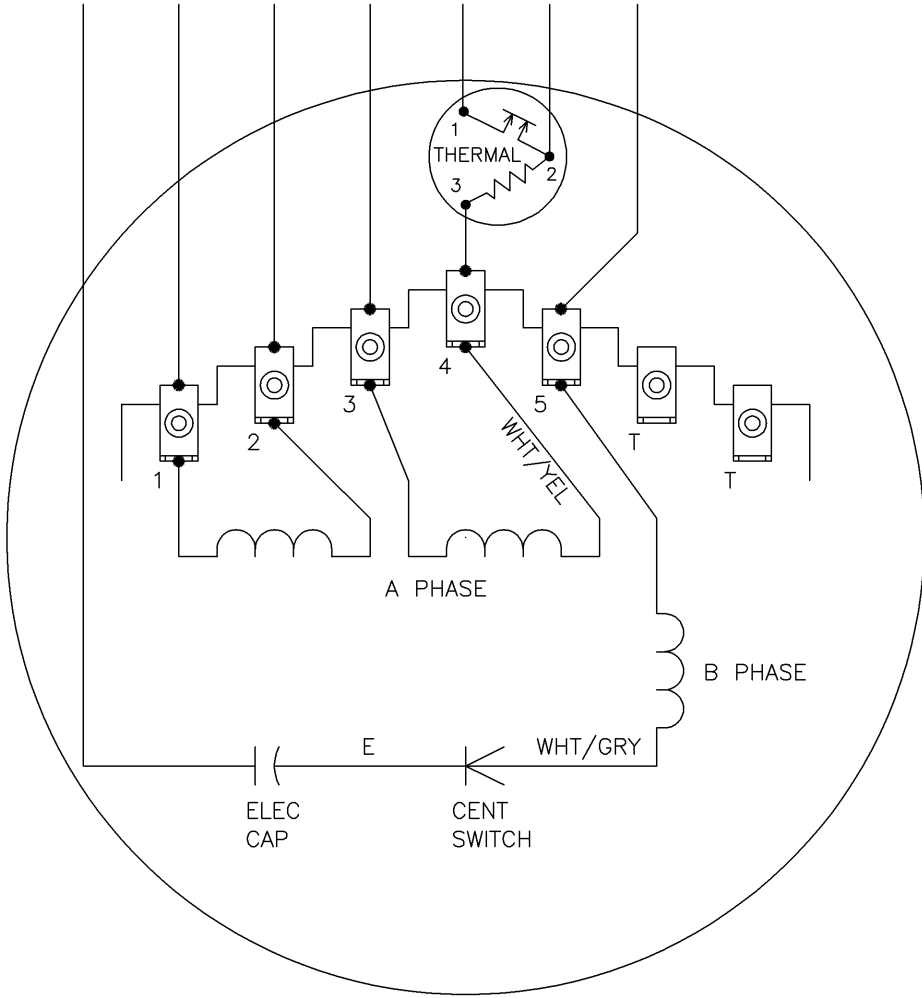 1
THERMAL
2
3
4
3
5
2
T
1
T
WHT/YEL
A PHASE
B PHASE
E
WHT/GRY
ELEC
CAP
CENT
SWITCH